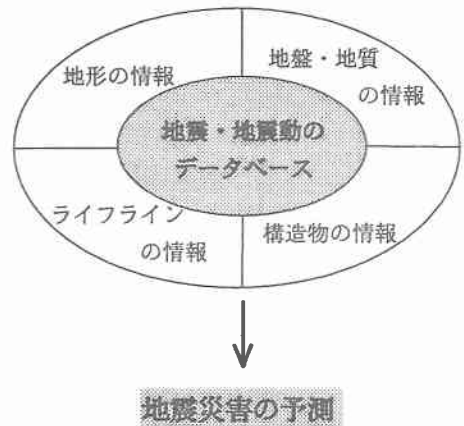 地形の情報
地盤・地質
の情報
地震・地震動の
データベース
ライフライン
の情報
構造物の情報
地震災害の予測